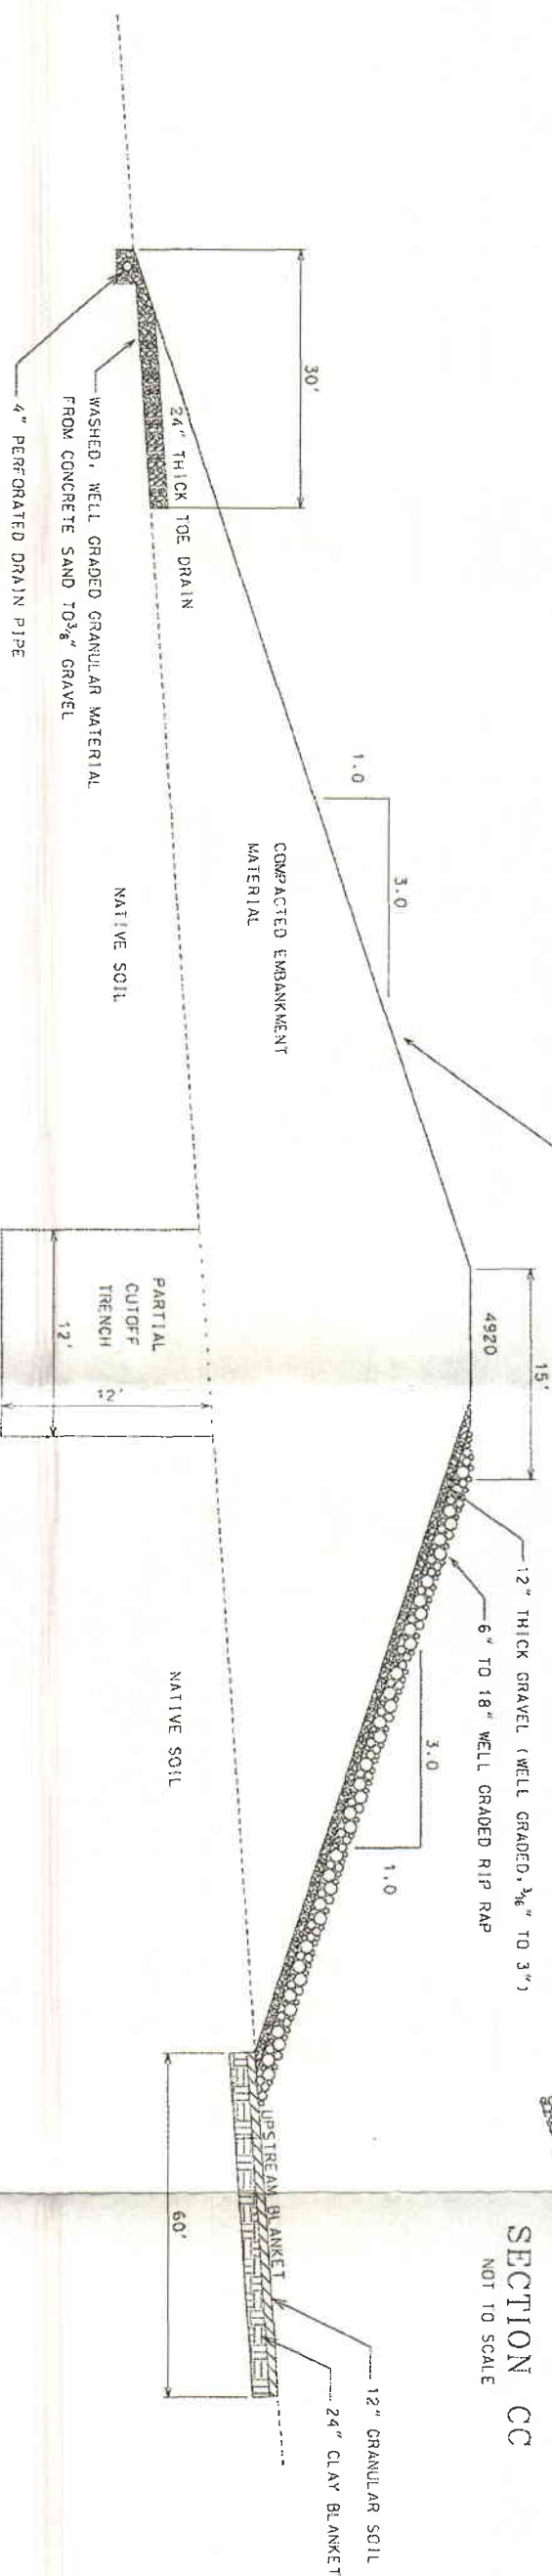 SECTION CC
NOT TO SCALE
30'
24" THICK TOE DRAIN
WASHED, WELL GRADED GRANULAR MATERIAL
FROM CONCRETE SAND TO 3/8" GRAVEL
4" PERFORATED DRAIN PIPE
1.0
3.0
COMPACTED EMBANKMENT
MATERIAL
NATIVE SOIL
15'
4920
PARTIAL
CUTOFF
TRENCH
12'
12'
12" THICK GRAVEL (WELL GRADED, 3/16" TO 3")
6" TO 18" WELL GRADED RIP RAP
3.0
1.0
NATIVE SOIL
UPSTREAM BLANKET
60'
12" GRANULAR SOIL
24" CLAY BLANKET